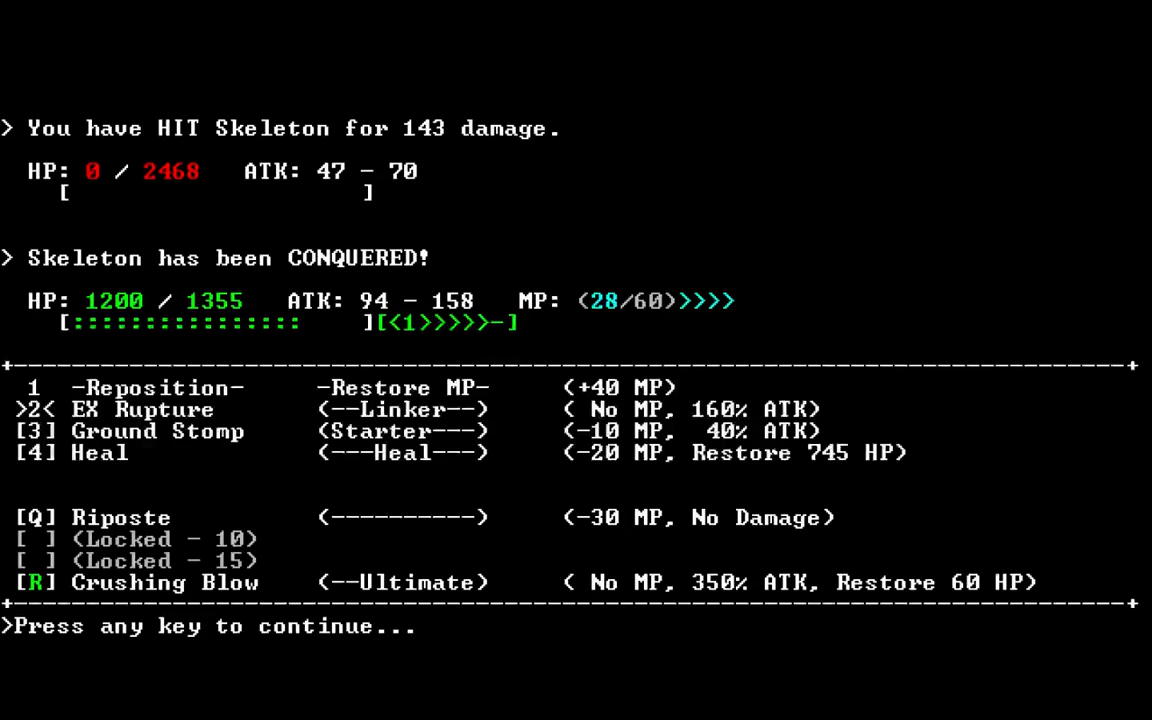 > You have HIT Skeleton for 143 damage.
HP: 0 / 2468   ATK: 47 - 70
[                    ]
> Skeleton has been CONQUERED!
HP: 1200 / 1355   ATK: 94 - 158   MP: (28/60)>>>>
[::::::::::::::::    ][<1>>>>>-]
+-----------------------------------------------------------------------------+
1  -Reposition-     -Restore MP-     (+40 MP)
>2< EX Rupture       (--Linker--)     ( No MP, 160% ATK)
[3] Ground Stomp     (Starter---)     (-10 MP,  40% ATK)
[4] Heal             (---Heal---)     (-20 MP, Restore 745 HP)
[Q] Riposte          (----------)     (-30 MP, No Damage)
[ ] (Locked - 10)
[ ] (Locked - 15)
[R] Crushing Blow    (--Ultimate)     ( No MP, 350% ATK, Restore 60 HP)
+-----------------------------------------------------------------------------+
>Press any key to continue...